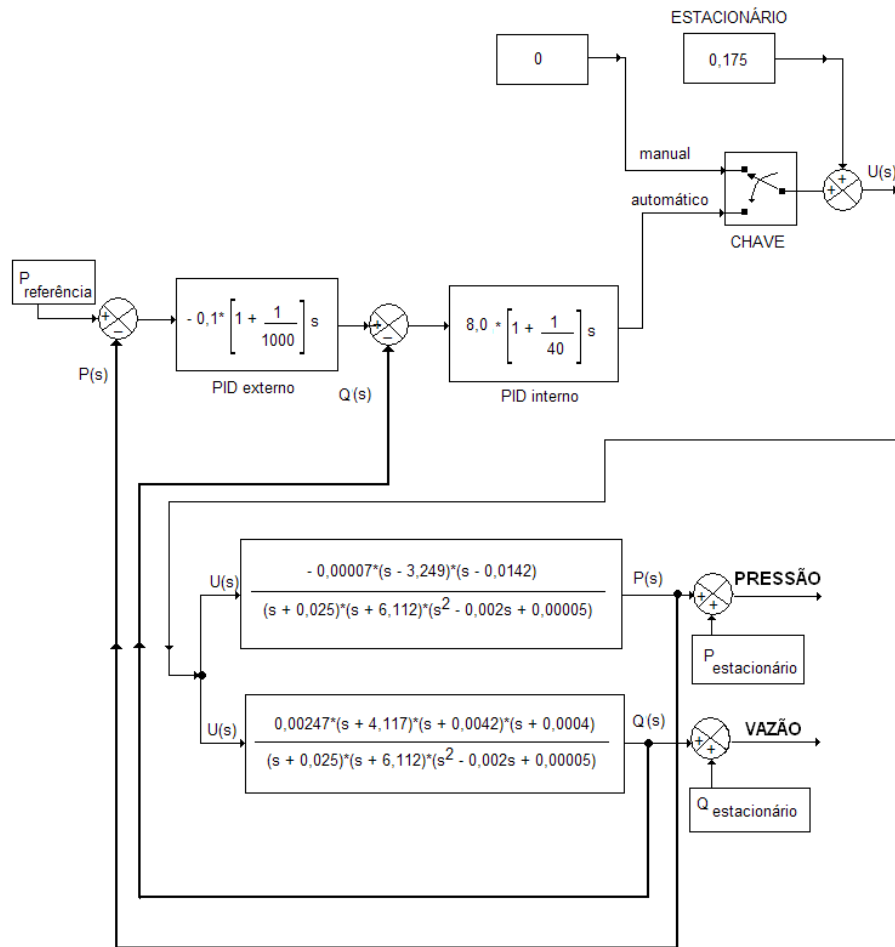 ESTACIONÁRIO
0
0,175
manual
+
+
U(s)
automático
CHAVE
P
referência
+
−
- 0,1* [ 1 + 1/1000 ] s
+
−
8,0 * [ 1 + 1/40 ] s
P(s)
PID externo
Q(s)
PID interno
U(s)
- 0,00007*(s - 3,249)*(s - 0,0142)
(s + 0,025)*(s + 6,112)*(s² - 0,002s + 0,00005)
P(s)
PRESSÃO
+
+
P
estacionário
U(s)
0,00247*(s + 4,117)*(s + 0,0042)*(s + 0,0004)
(s + 0,025)*(s + 6,112)*(s² - 0,002s + 0,00005)
Q(s)
VAZÃO
+
+
Q estacionário